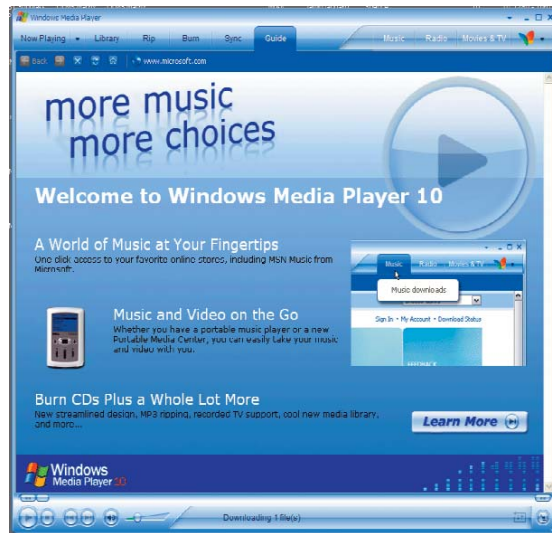 Windows Media Player
Now Playing Library Rip Burn Sync Guide Music Radio Movies & TV
Back www.microsoft.com
more music
more choices
Welcome to Windows Media Player 10
A World of Music at Your Fingertips
One click access to your favorite online stores, including MSN Music from
Microsoft.
Music Radio Movies & TV
Music downloads
Sign In • My Account • Download Status
Music and Video on the Go
Whether you have a portable music player or a new
Portable Media Center, you can easily take your music
and video with you.
Burn CDs Plus a Whole Lot More
New streamlined design, MP3 ripping, recorded TV support, cool new media library,
and more...
Learn More
Windows
Media Player 10
Downloading 1 file(s)